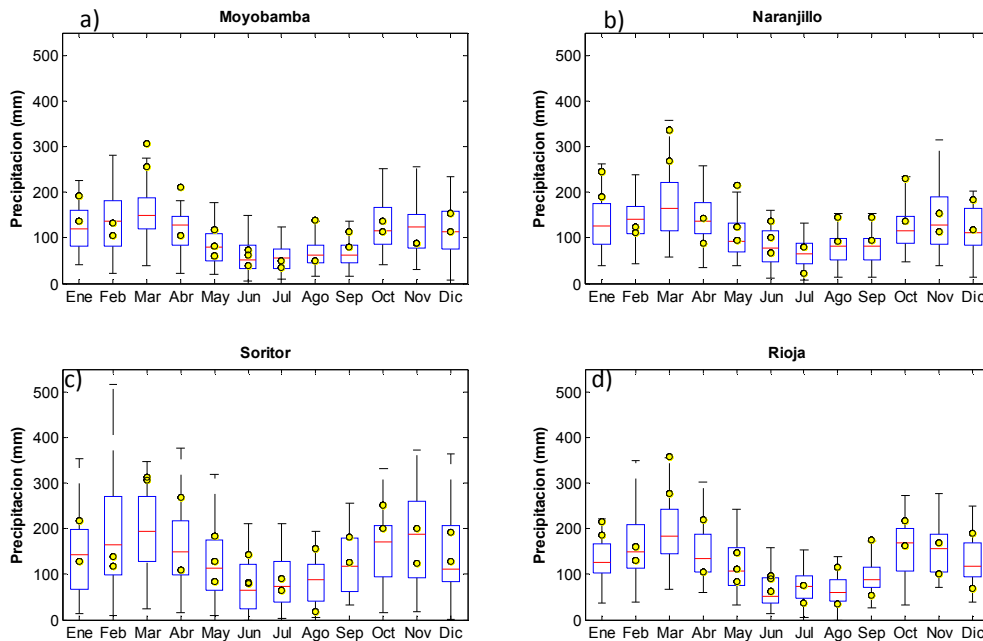 a)
Moyobamba
Precipitacion (mm)
500
400
300
200
100
0
Ene Feb Mar Abr May Jun Jul Ago Sep Oct Nov Dic
b)
Naranjillo
Precipitacion (mm)
500
400
300
200
100
0
Ene Feb Mar Abr May Jun Jul Ago Sep Oct Nov Dic
c)
Soritor
Precipitacion (mm)
500
400
300
200
100
0
Ene Feb Mar Abr May Jun Jul Ago Sep Oct Nov Dic
d)
Rioja
Precipitacion (mm)
500
400
300
200
100
0
Ene Feb Mar Abr May Jun Jul Ago Sep Oct Nov Dic